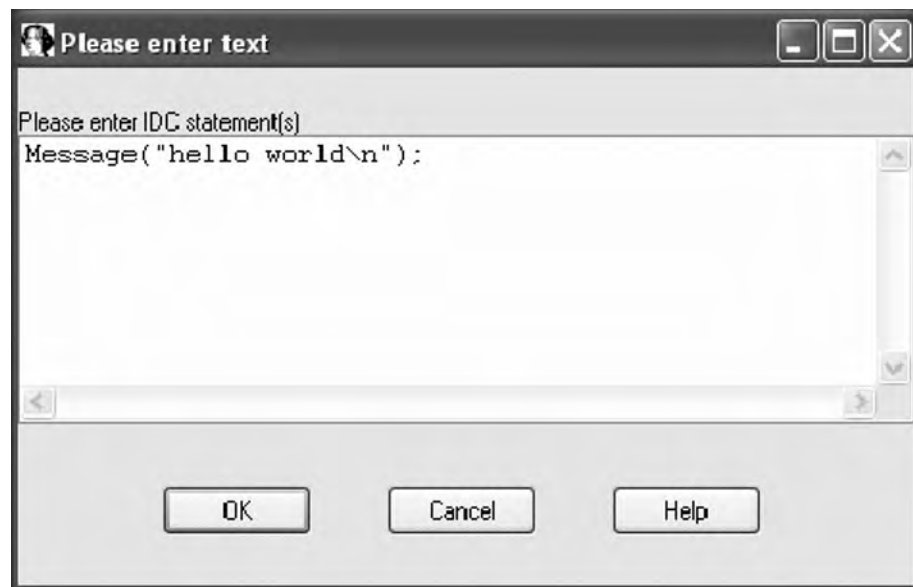 Please enter text
Please enter IDC statement(s)
Message("hello world\n");
OK Cancel Help